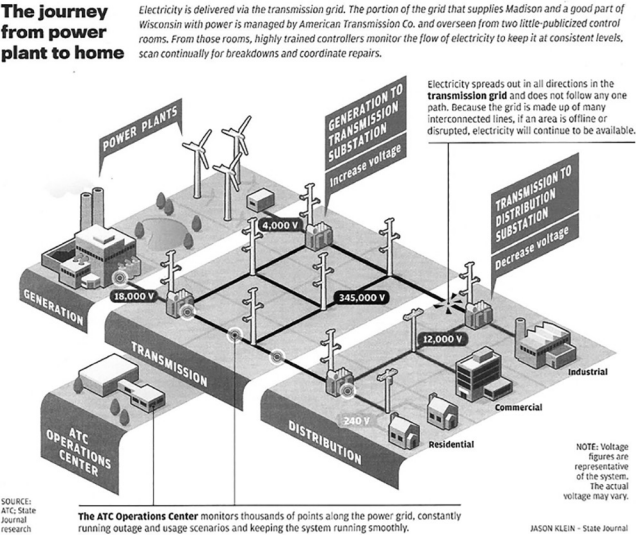 The journey
from power
plant to home
Electricity is delivered via the transmission grid. The portion of the grid that supplies Madison and a good part of
Wisconsin with power is managed by American Transmission Co. and overseen from two little-publicized control
rooms. From those rooms, highly trained controllers monitor the flow of electricity to keep it at consistent levels,
scan continually for breakdowns and coordinate repairs.
Electricity spreads out in all directions in the
transmission grid and does not follow any one
path. Because the grid is made up of many
interconnected lines, if an area is offline or
disrupted, electricity will continue to be available.
POWER PLANTS
GENERATION TO
TRANSMISSION
SUBSTATION
Increase voltage
TRANSMISSION TO
DISTRIBUTION
SUBSTATION
Decrease voltage
4,000 V
18,000 V
345,000 V
12,000 V
240 V
GENERATION
TRANSMISSION
DISTRIBUTION
ATC
OPERATIONS
CENTER
Industrial
Commercial
Residential
NOTE: Voltage
figures are
representative
of the system.
The actual
voltage may vary.
SOURCE:
ATC; State
Journal
research
The ATC Operations Center monitors thousands of points along the power grid, constantly
running outage and usage scenarios and keeping the system running smoothly.
JASON KLEIN – State Journal